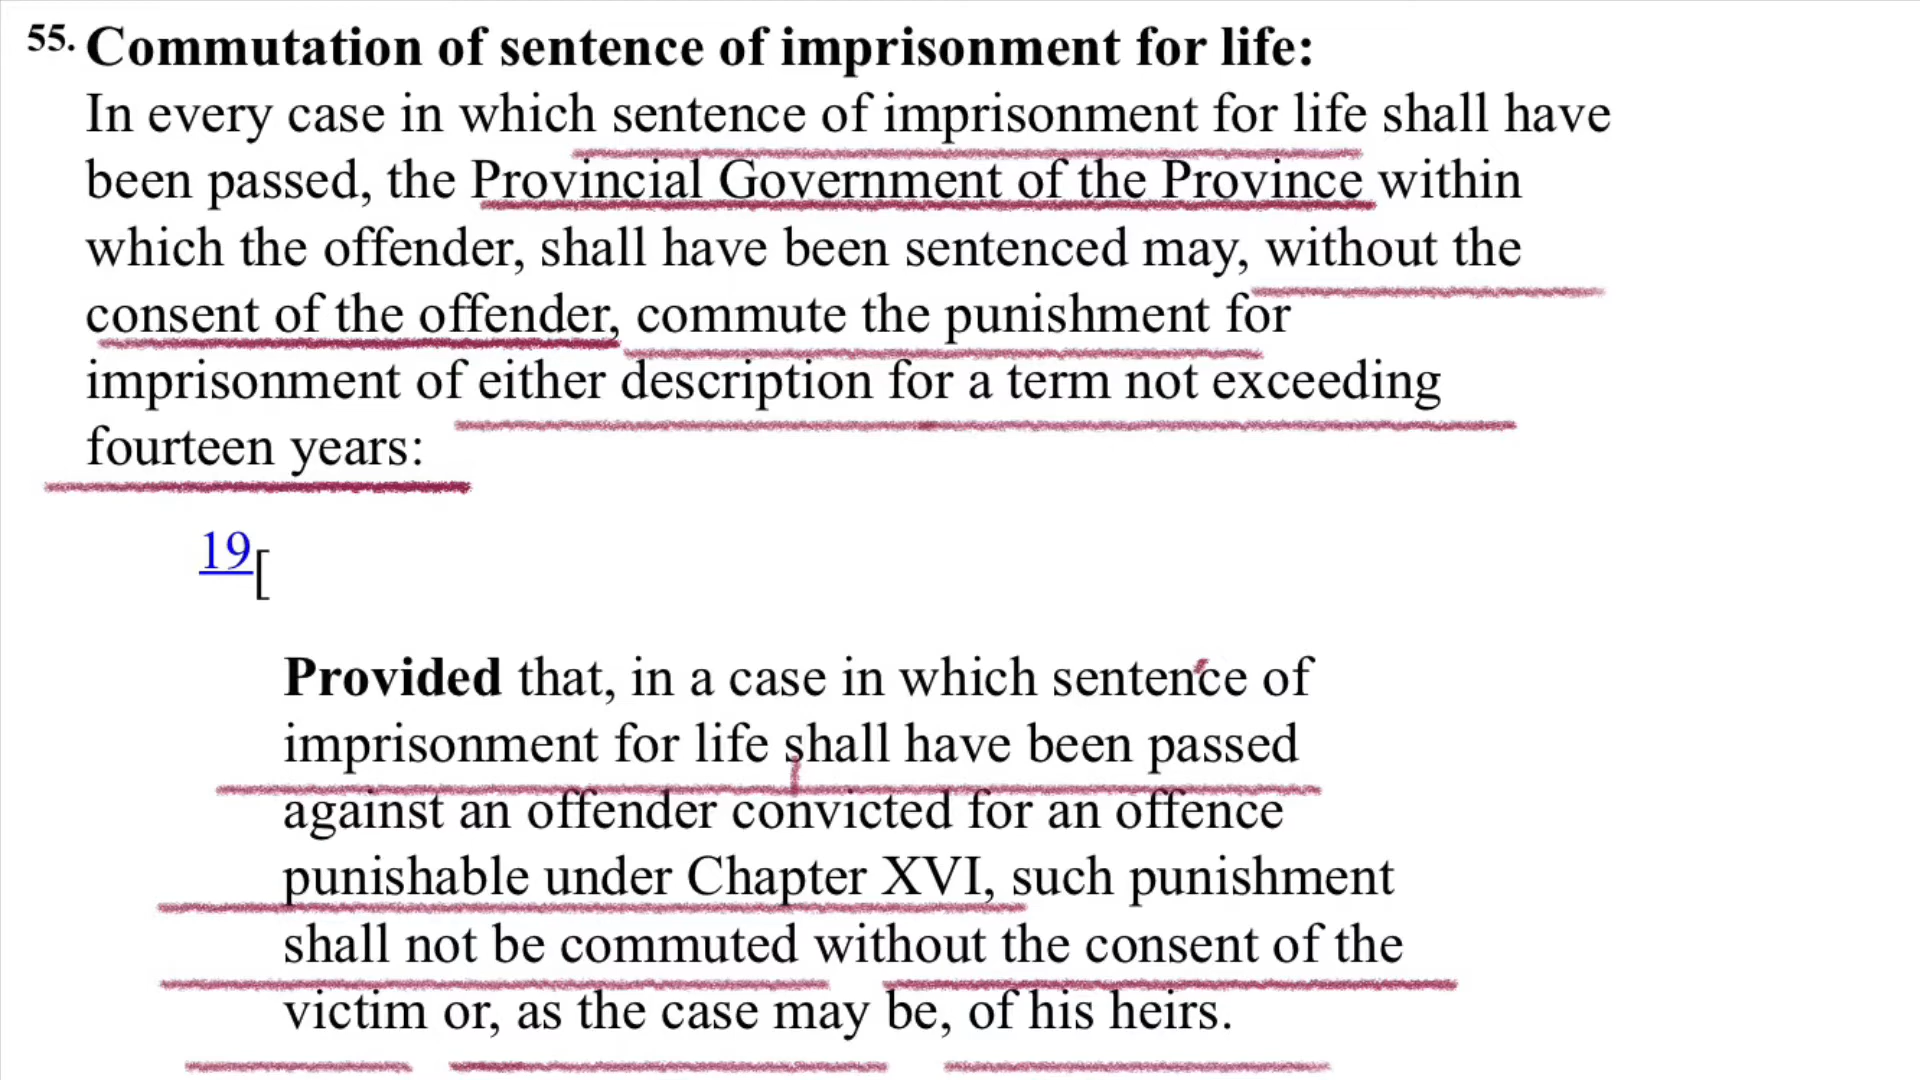 55. Commutation of sentence of imprisonment for life:
In every case in which sentence of imprisonment for life shall have
been passed, the Provincial Government of the Province within
which the offender, shall have been sentenced may, without the
consent of the offender, commute the punishment for
imprisonment of either description for a term not exceeding
fourteen years:
19[
Provided that, in a case in which sentence of
imprisonment for life shall have been passed
against an offender convicted for an offence
punishable under Chapter XVI, such punishment
shall not be commuted without the consent of the
victim or, as the case may be, of his heirs.